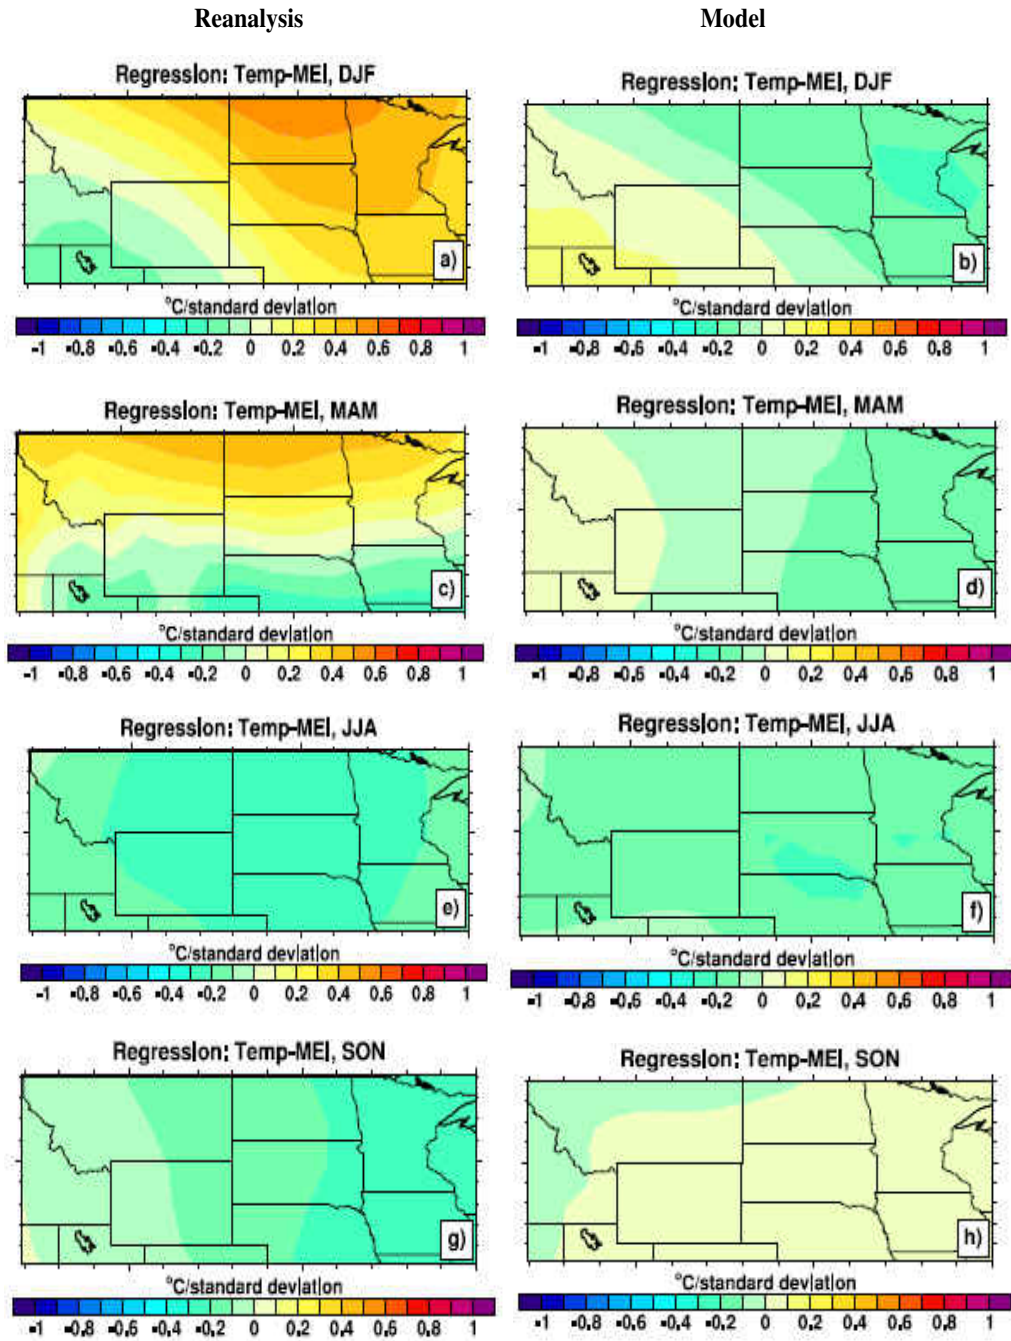 Reanalysis Model
Regression: Temp-MEI, DJF
a)
°C/standard deviation
-1 -0.8 -0.6 -0.4 -0.2 0 0.2 0.4 0.6 0.8 1
Regression: Temp-MEI, DJF
b)
°C/standard deviation
-1 -0.8 -0.6 -0.4 -0.2 0 0.2 0.4 0.6 0.8 1
Regression: Temp-MEI, MAM
c)
°C/standard deviation
-1 -0.8 -0.6 -0.4 -0.2 0 0.2 0.4 0.6 0.8 1
Regression: Temp-MEI, MAM
d)
°C/standard deviation
-1 -0.8 -0.6 -0.4 -0.2 0 0.2 0.4 0.6 0.8 1
Regression: Temp-MEI, JJA
e)
°C/standard deviation
-1 -0.8 -0.6 -0.4 -0.2 0 0.2 0.4 0.6 0.8 1
Regression: Temp-MEI, JJA
f)
°C/standard deviation
-1 -0.8 -0.6 -0.4 -0.2 0 0.2 0.4 0.6 0.8 1
Regression: Temp-MEI, SON
g)
°C/standard deviation
-1 -0.8 -0.6 -0.4 -0.2 0 0.2 0.4 0.6 0.8 1
Regression: Temp-MEI, SON
h)
°C/standard deviation
-1 -0.8 -0.6 -0.4 -0.2 0 0.2 0.4 0.6 0.8 1